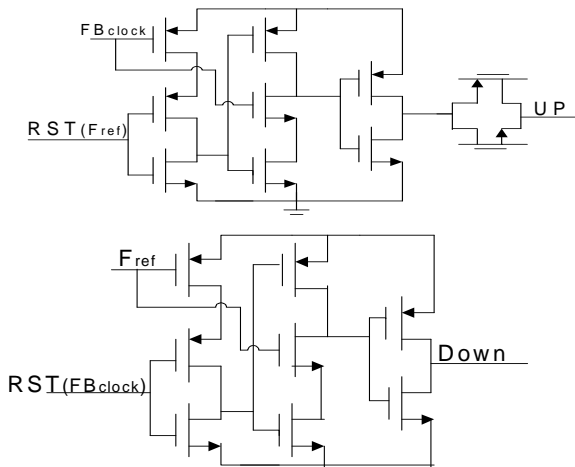 FBclock
RST(Fref)
UP
Fref
Down
RST(FBclock)